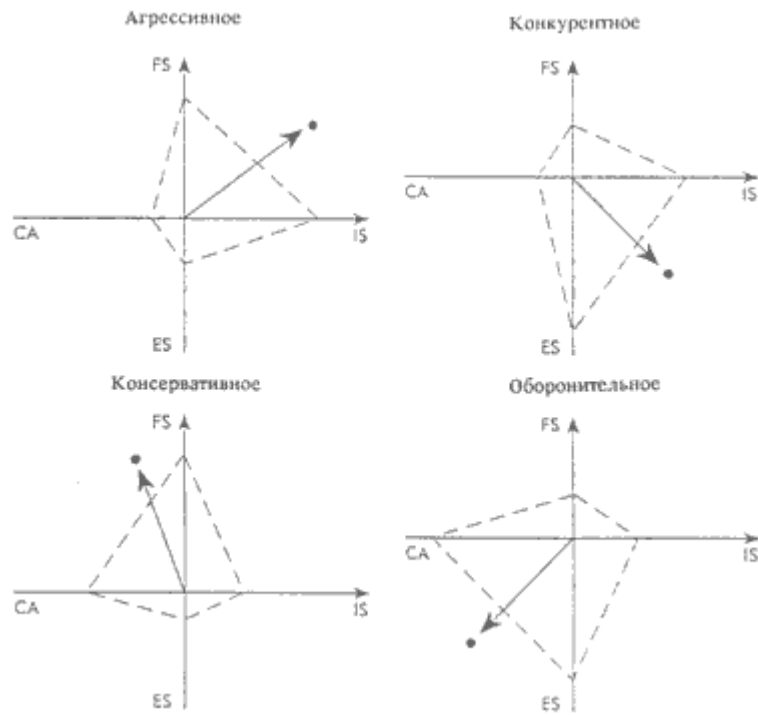 Агрессивное
FS
CA
IS
ES
Конкурентное
FS
CA
IS
ES
Консервативное
FS
CA
IS
ES
Оборонительное
FS
CA
IS
ES